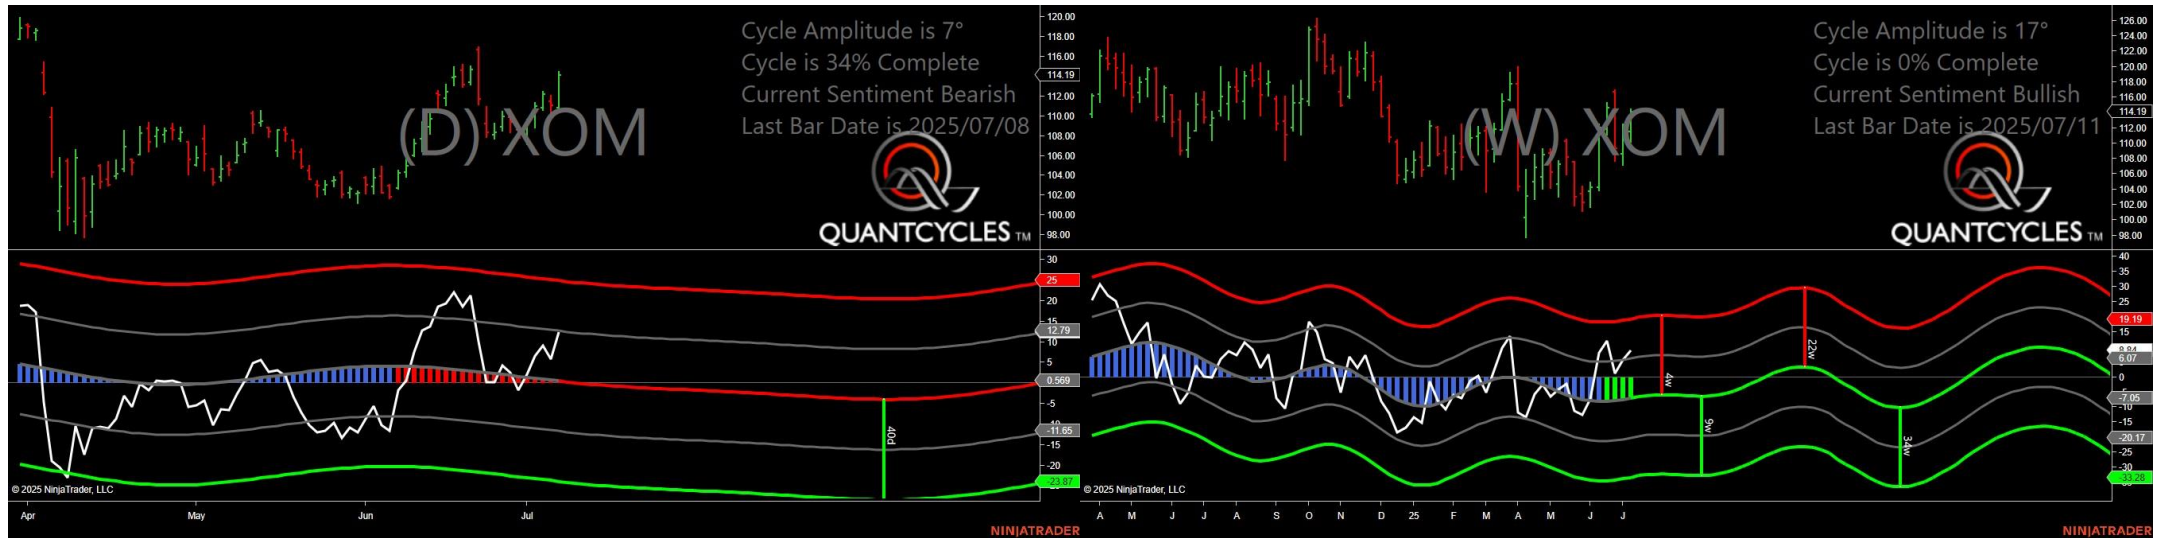 Cycle Amplitude is 7°
Cycle is 34% Complete
Current Sentiment Bearish
Last Bar Date is 2025/07/08
(D) XOM
QUANTCYCLES TM
120.00
118.00
116.00
114.19
112.00
110.00
108.00
106.00
104.00
102.00
100.00
98.00
30
25
20
15
12.79
10
5
0.569
-5
-11.65
-15
-20
-23.87
40d
© 2025 NinjaTrader, LLC
Apr May Jun Jul
NINJATRADER
Cycle Amplitude is 17°
Cycle is 0% Complete
Current Sentiment Bullish
Last Bar Date is 2025/07/11
(W) XOM
QUANTCYCLES TM
126.00
124.00
122.00
120.00
118.00
116.00
114.19
112.00
110.00
108.00
106.00
104.00
102.00
100.00
98.00
40
35
30
25
19.19
15
6.07
0
-7.05
-10
-15
-20.17
-25
-30
-33.28
4w
9w
22w
34w
© 2025 NinjaTrader, LLC
A M J J A S O N D 25 F M A M J J
NINJATRADER